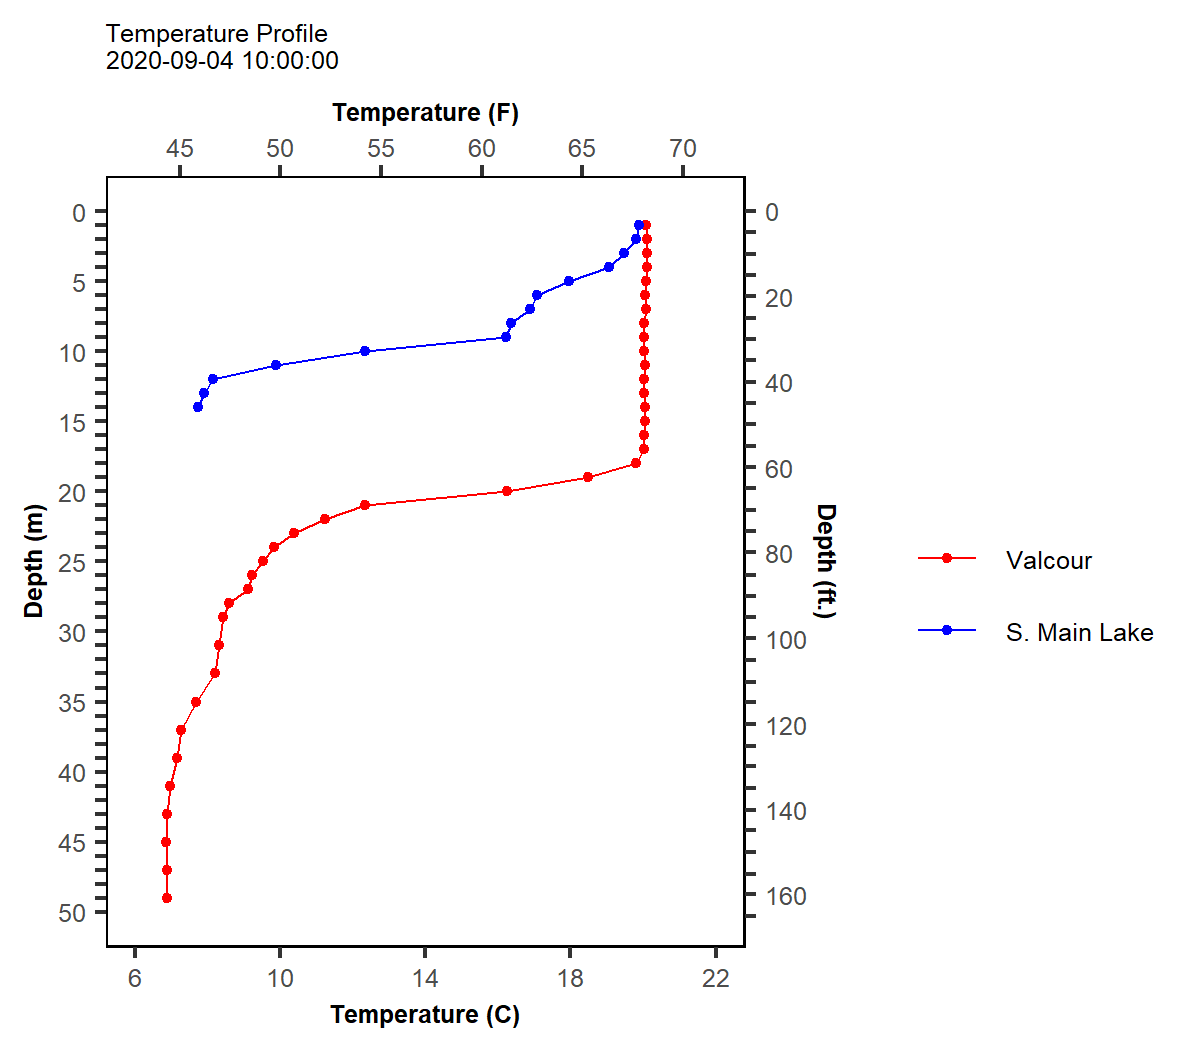 Temperature Profile
2020-09-04 10:00:00
Temperature (F)
45 50 55 60 65 70
0
5
10
15
20
25
30
35
40
45
50
Depth (m)
0
20
40
60
80
100
120
140
160
Depth (ft.)
6 10 14 18 22
Temperature (C)
Valcour
S. Main Lake